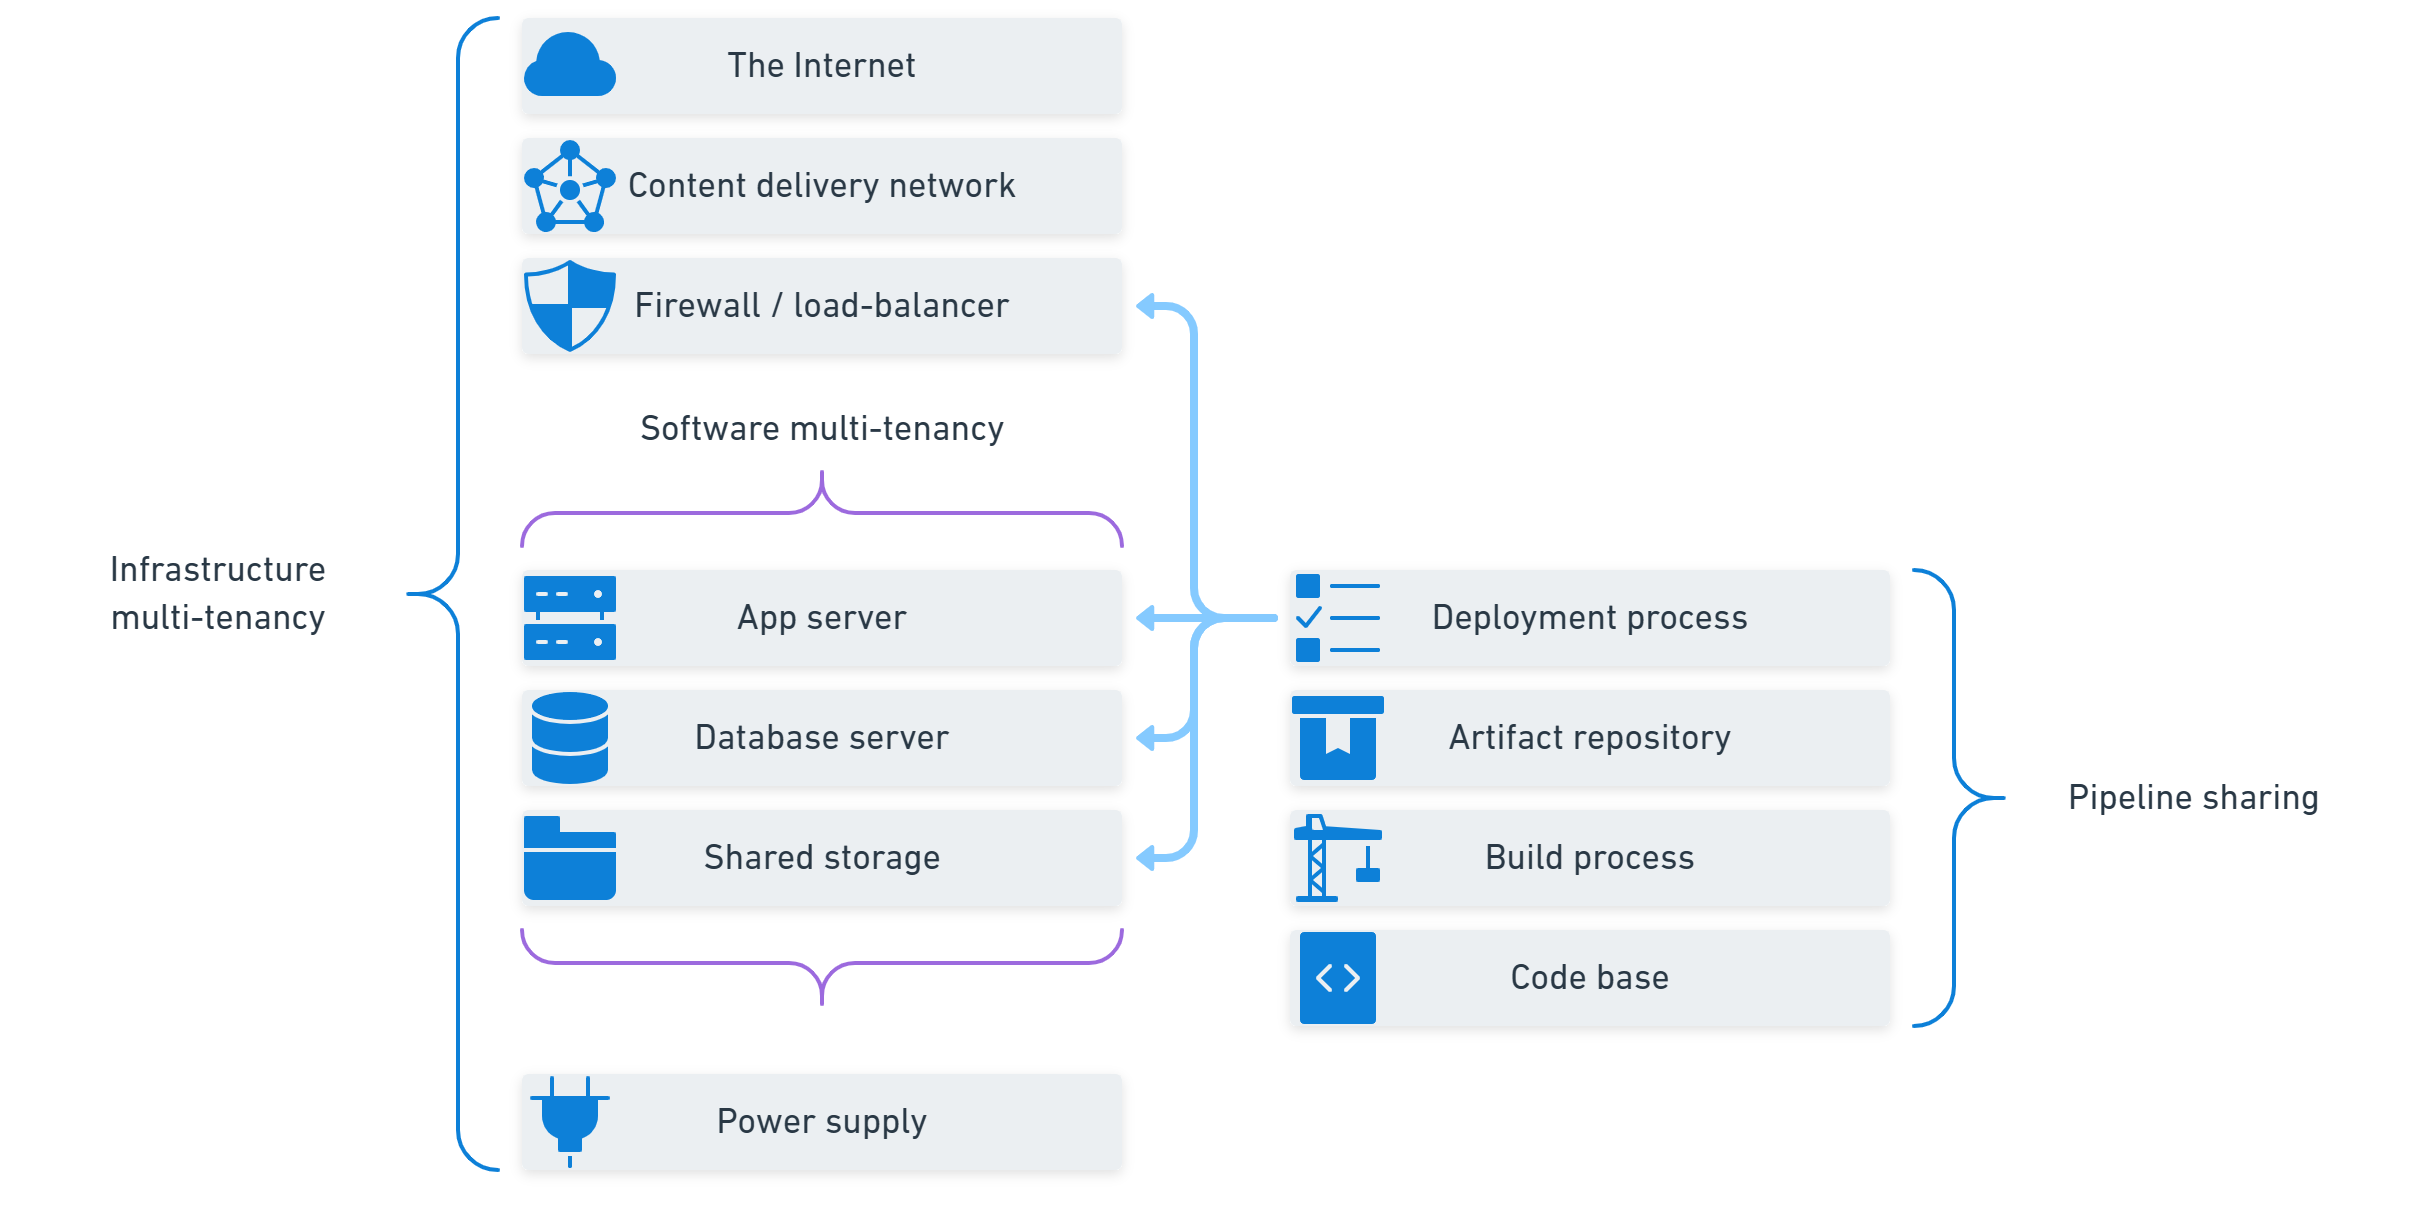 The Internet
Content delivery network
Firewall / load-balancer
Software multi-tenancy
Infrastructure
multi-tenancy
App server
Database server
Shared storage
Power supply
Deployment process
Artifact repository
Build process
Code base
Pipeline sharing